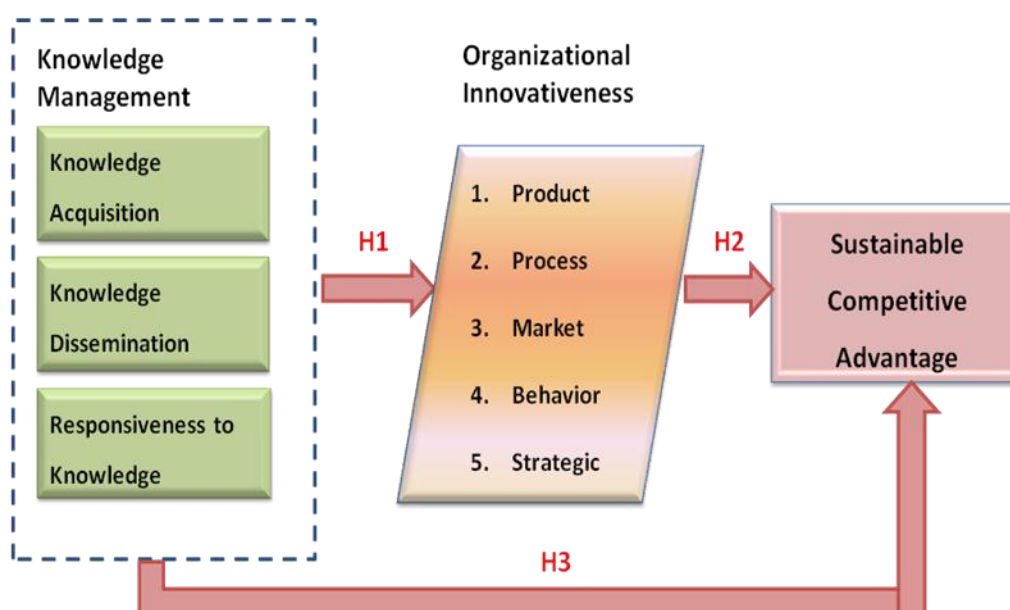 Knowledge
Management
Knowledge
Acquisition
Knowledge
Dissemination
Responsiveness to
Knowledge
H1
Organizational
Innovativeness
1. Product
2. Process
3. Market
4. Behavior
5. Strategic
H2
Sustainable
Competitive
Advantage
H3